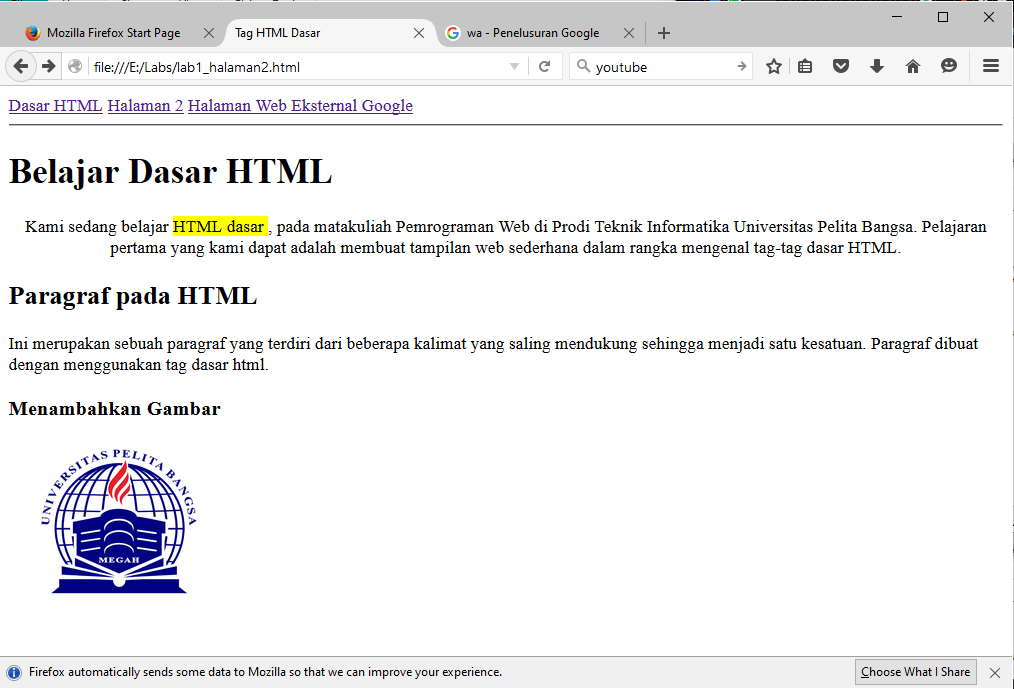 Mozilla Firefox Start Page
Tag HTML Dasar
wa - Penelusuran Google
file:///E:/Labs/lab1_halaman2.html
youtube
Dasar HTML Halaman 2 Halaman Web Eksternal Google
Belajar Dasar HTML
Kami sedang belajar HTML dasar , pada matakuliah Pemrograman Web di Prodi Teknik Informatika Universitas Pelita Bangsa. Pelajaran
pertama yang kami dapat adalah membuat tampilan web sederhana dalam rangka mengenal tag-tag dasar HTML.
Paragraf pada HTML
Ini merupakan sebuah paragraf yang terdiri dari beberapa kalimat yang saling mendukung sehingga menjadi satu kesatuan. Paragraf dibuat
dengan menggunakan tag dasar html.
Menambahkan Gambar
UNIVERSITAS PELITA BANGSA
MEGAH
Firefox automatically sends some data to Mozilla so that we can improve your experience.
Choose What I Share